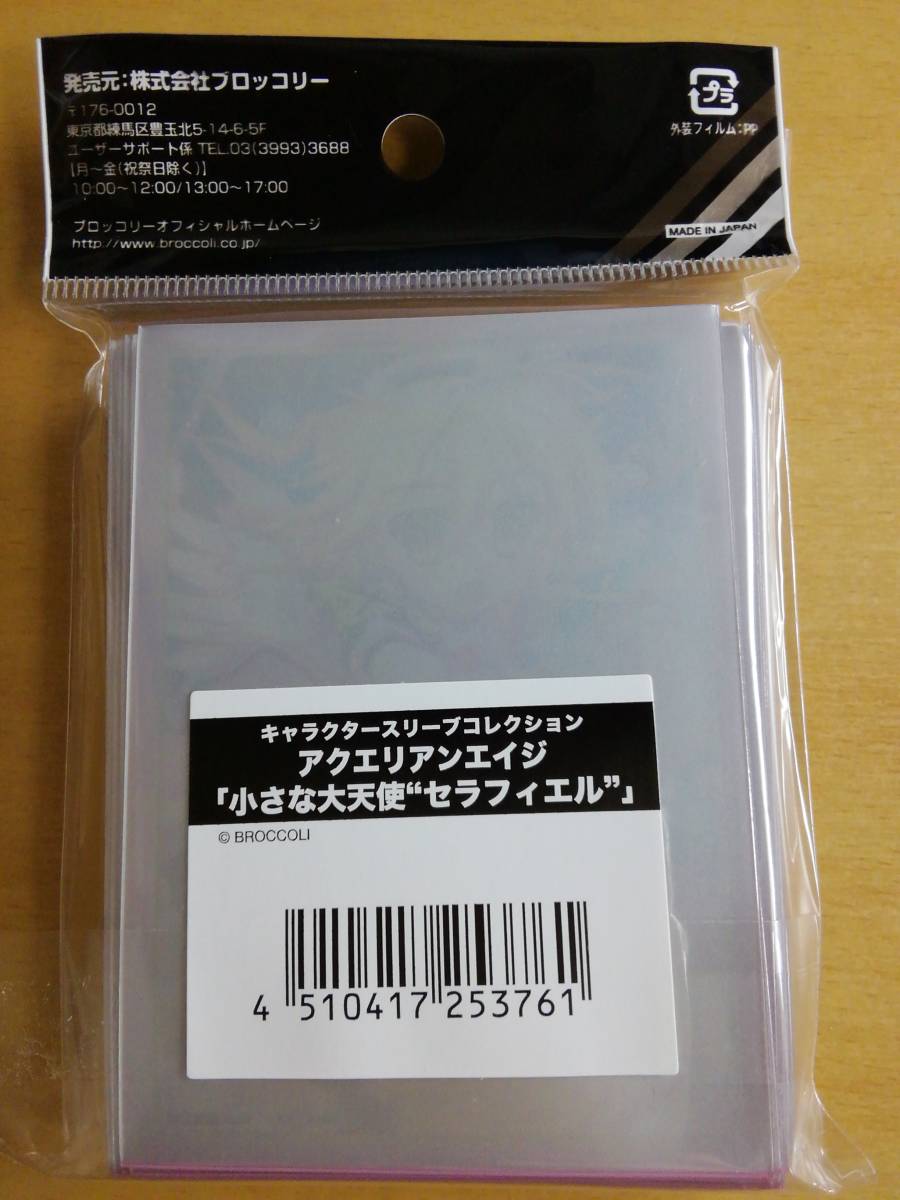 発売元:株式会社ブロッコリー
〒176-0012
東京都練馬区豊玉北5-14-6-5F
ユーザーサポート係 TEL.03(3993)3688
【月～金(祝祭日除く)】
10:00～12:00/13:00～17:00
ブロッコリーオフィシャルホームページ
http://www.broccoli.co.jp/
プラ
外装フィルム:PP
MADE IN JAPAN
キャラクタースリーブコレクション
アクエリアンエイジ
「小さな大天使“セラフィエル”」
© BROCCOLI
4 510417 253761